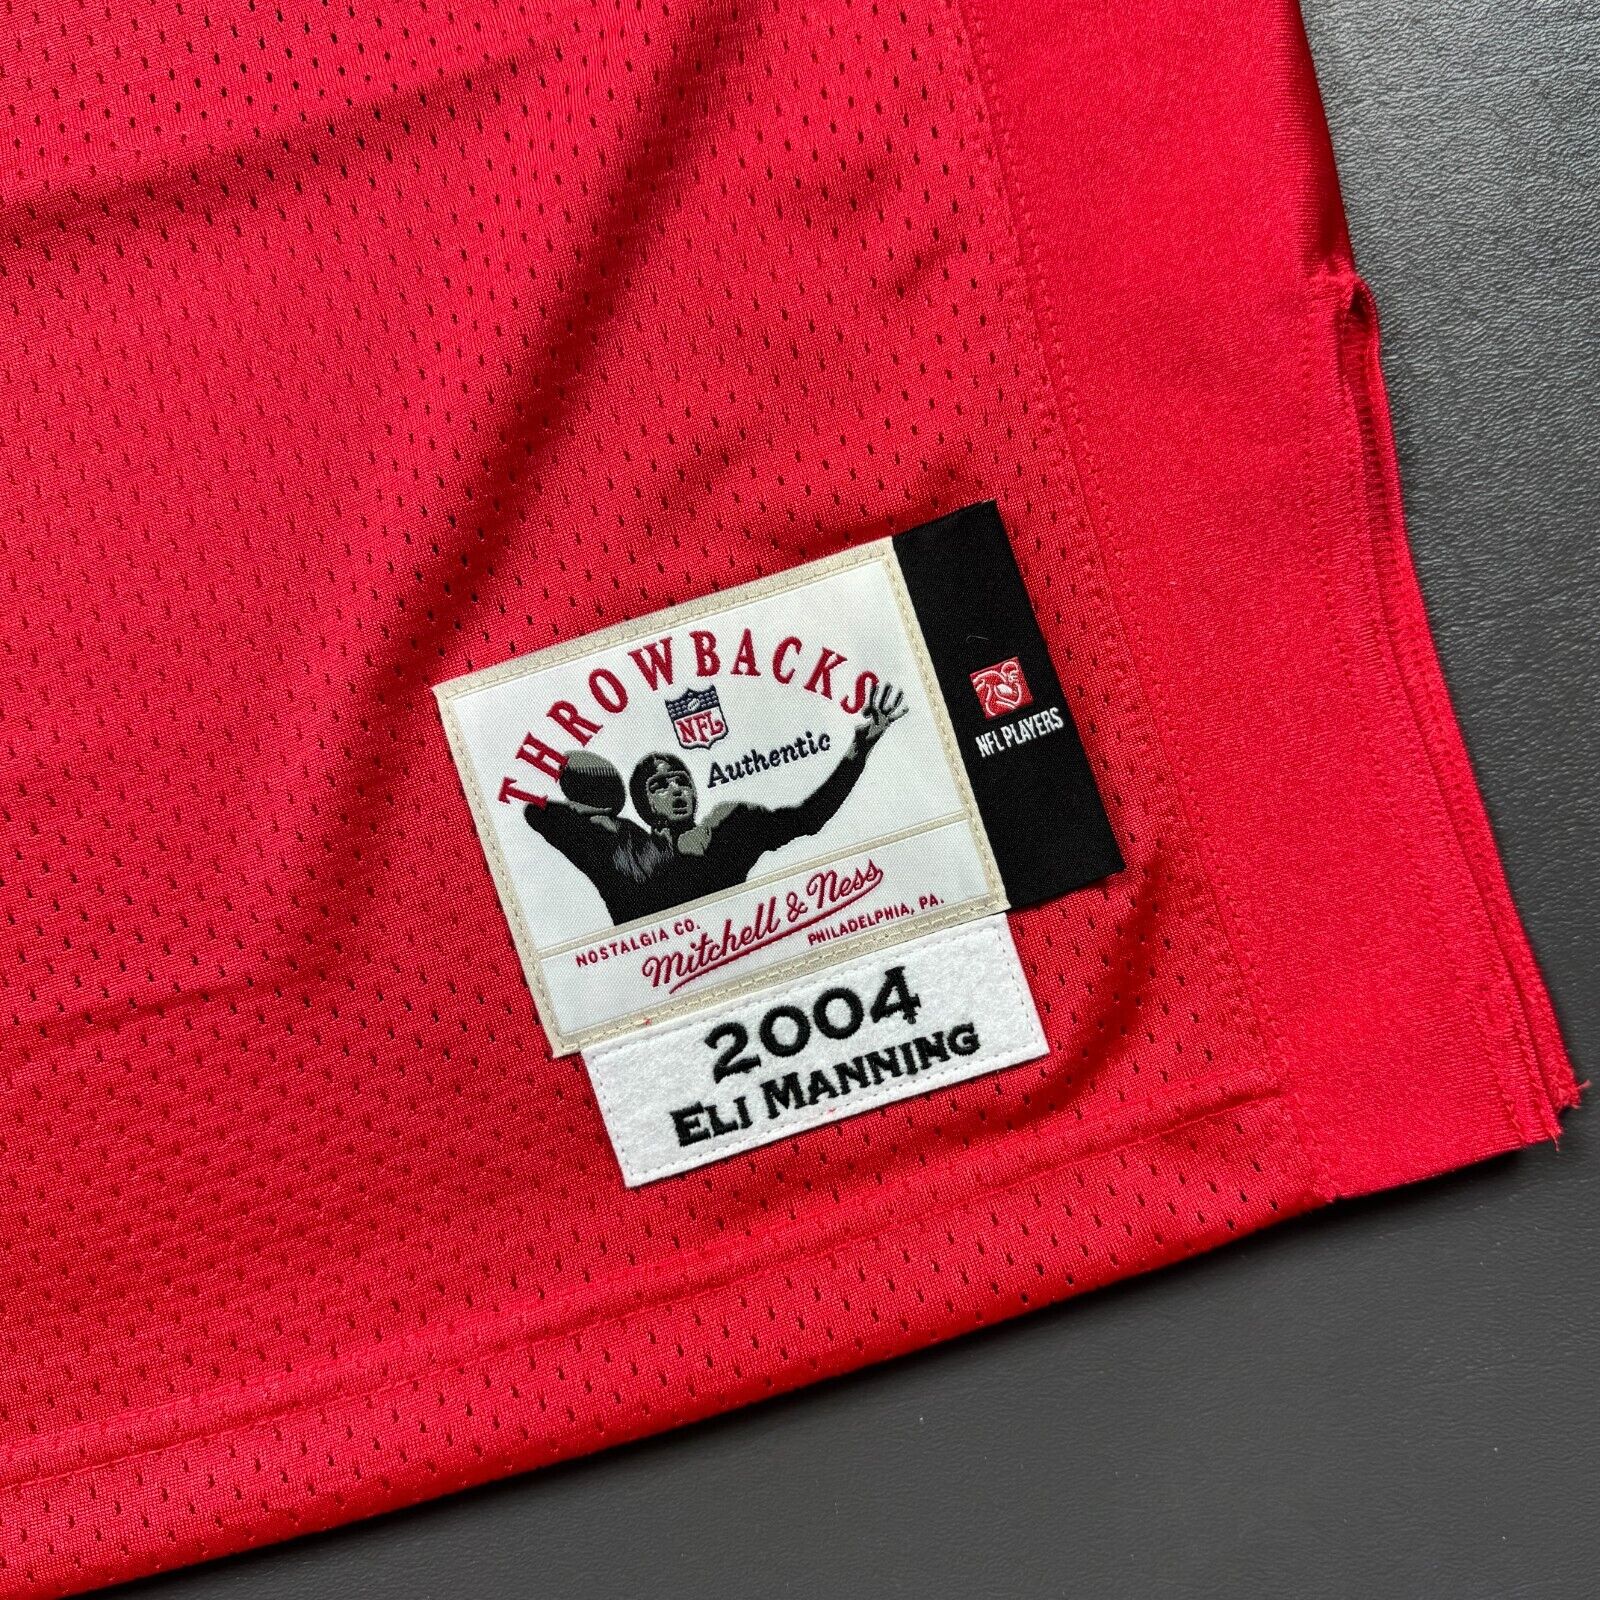 THROWBACKS
NFL
Authentic
NFL PLAYERS
NOSTALGIA CO.
Mitchell & Ness
PHILADELPHIA, PA.
2004
ELI MANNING